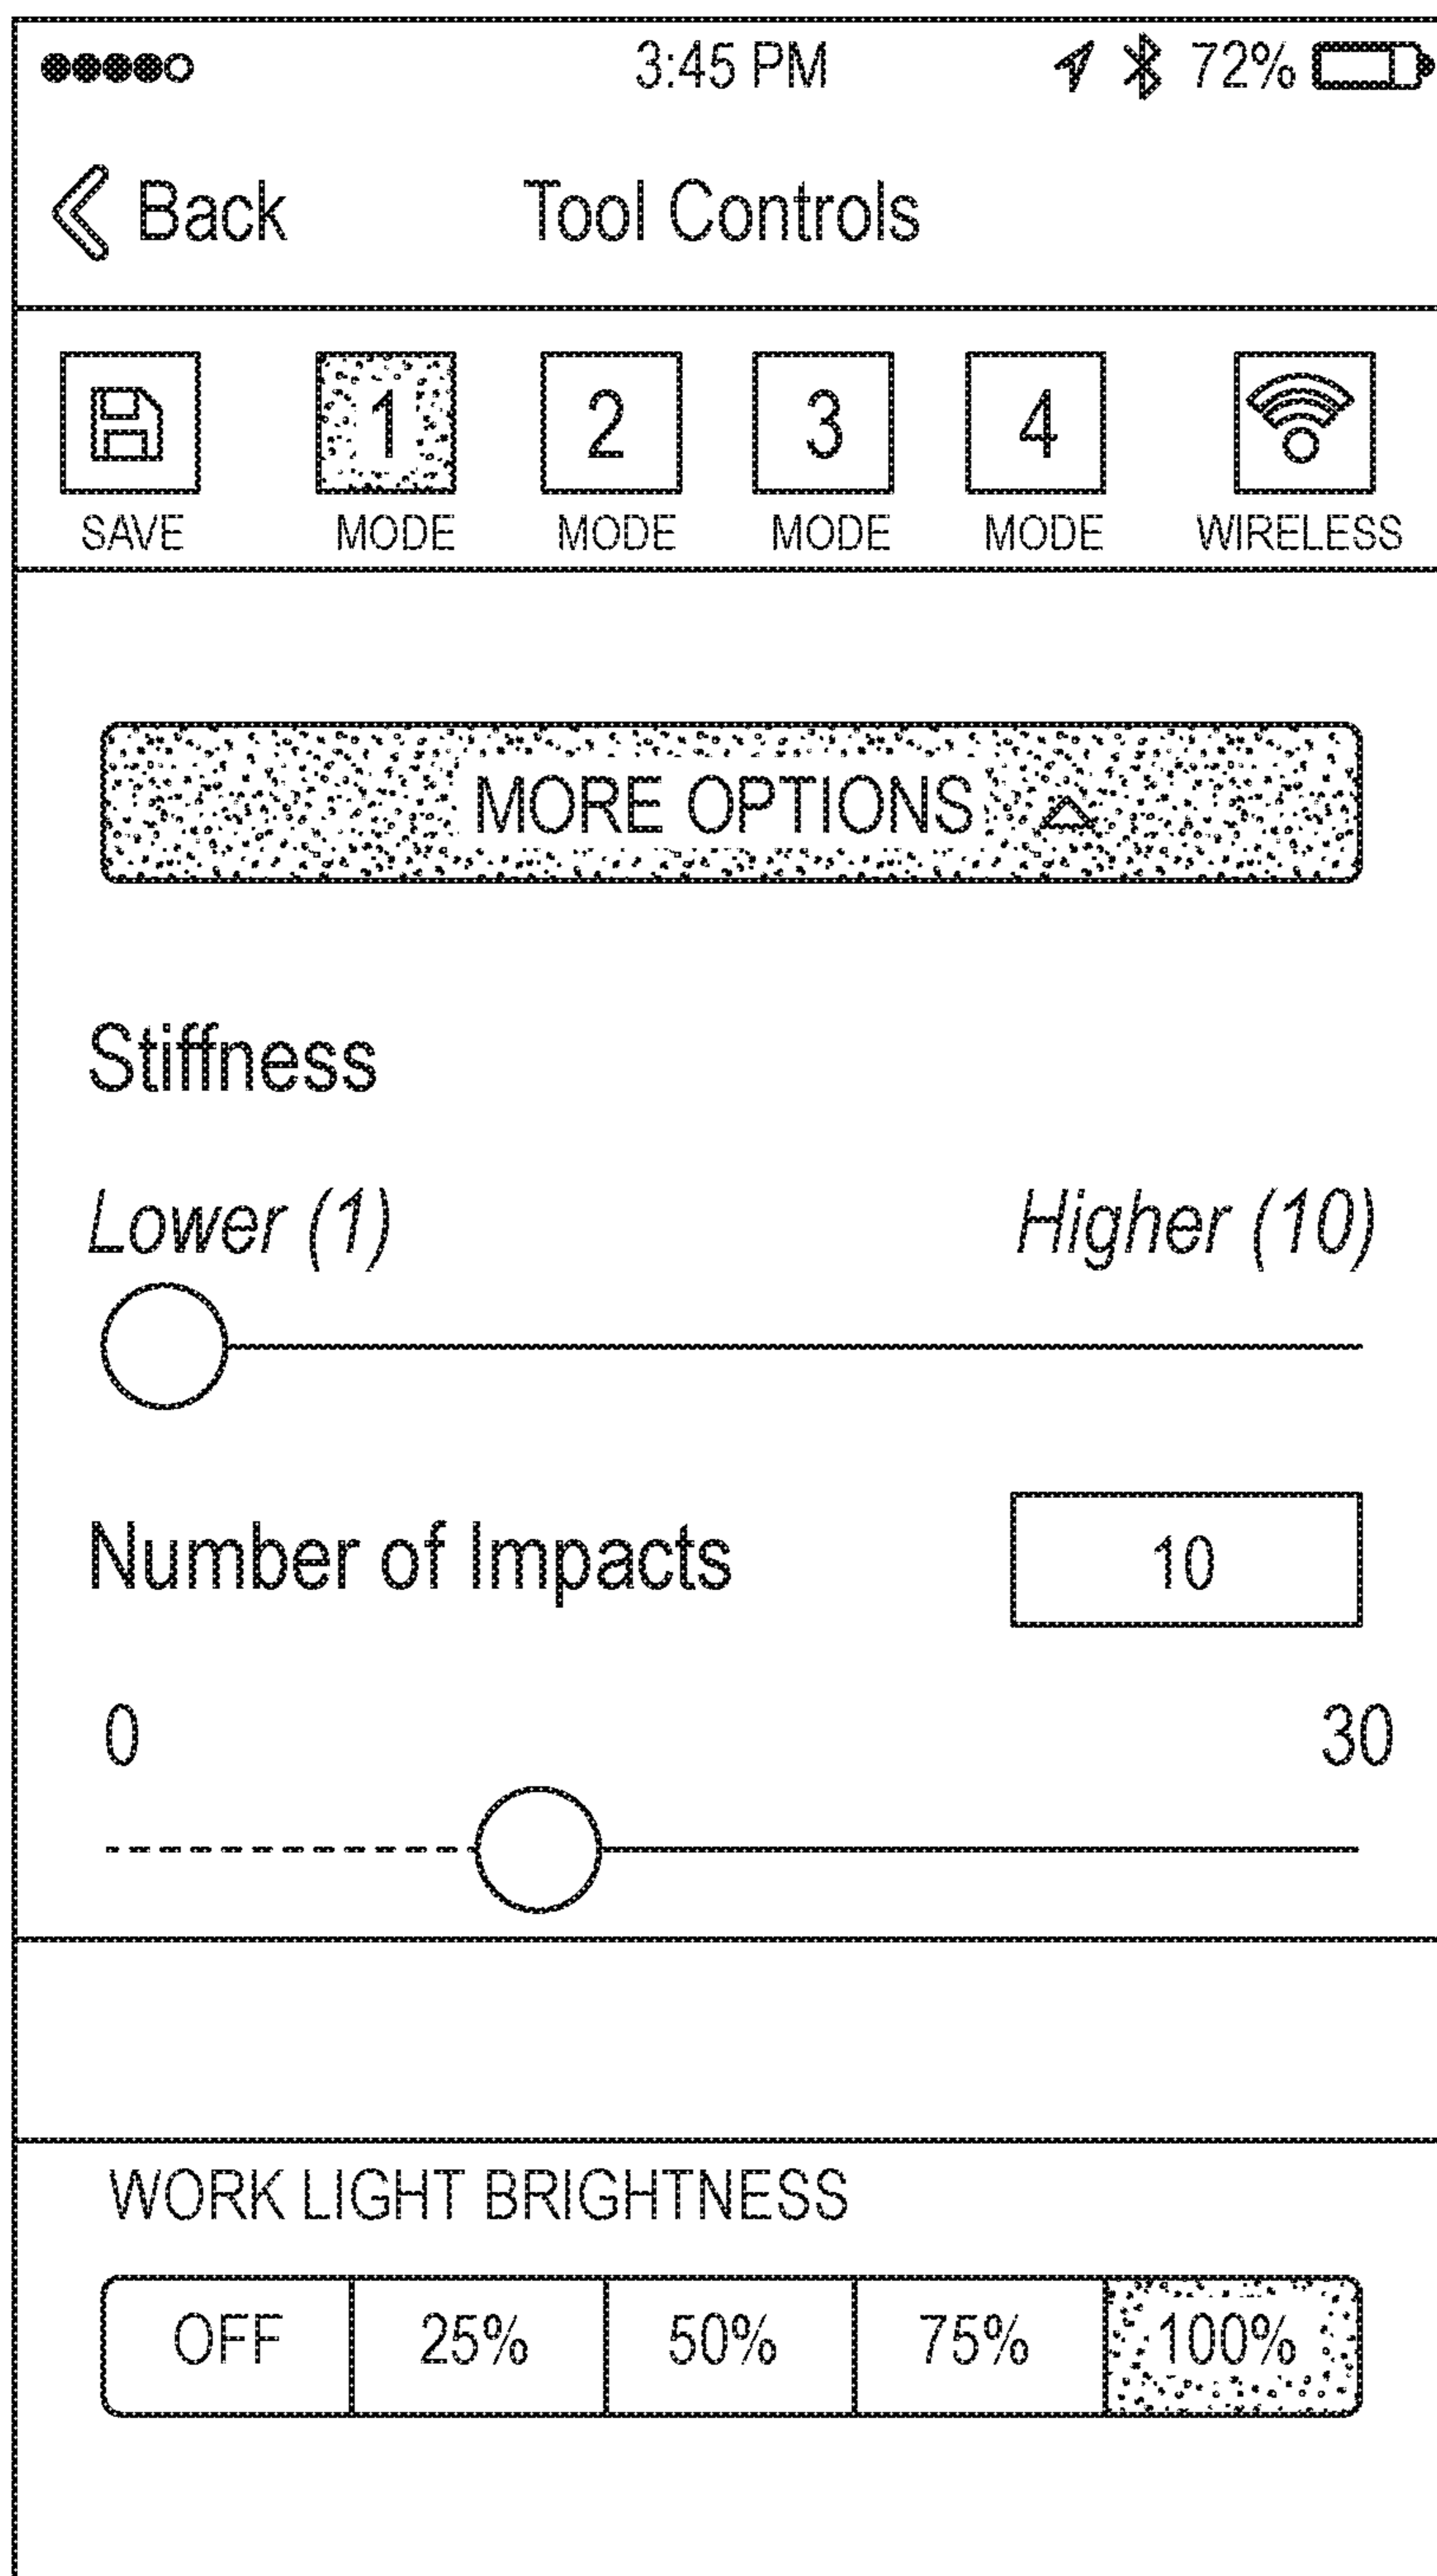 3:45 PM 72%
Back Tool Controls
1 2 3 4
SAVE MODE MODE MODE MODE WIRELESS
MORE OPTIONS
Stiffness
Lower (1) Higher (10)
Number of Impacts 10
0 30
WORK LIGHT BRIGHTNESS
OFF 25% 50% 75% 100%